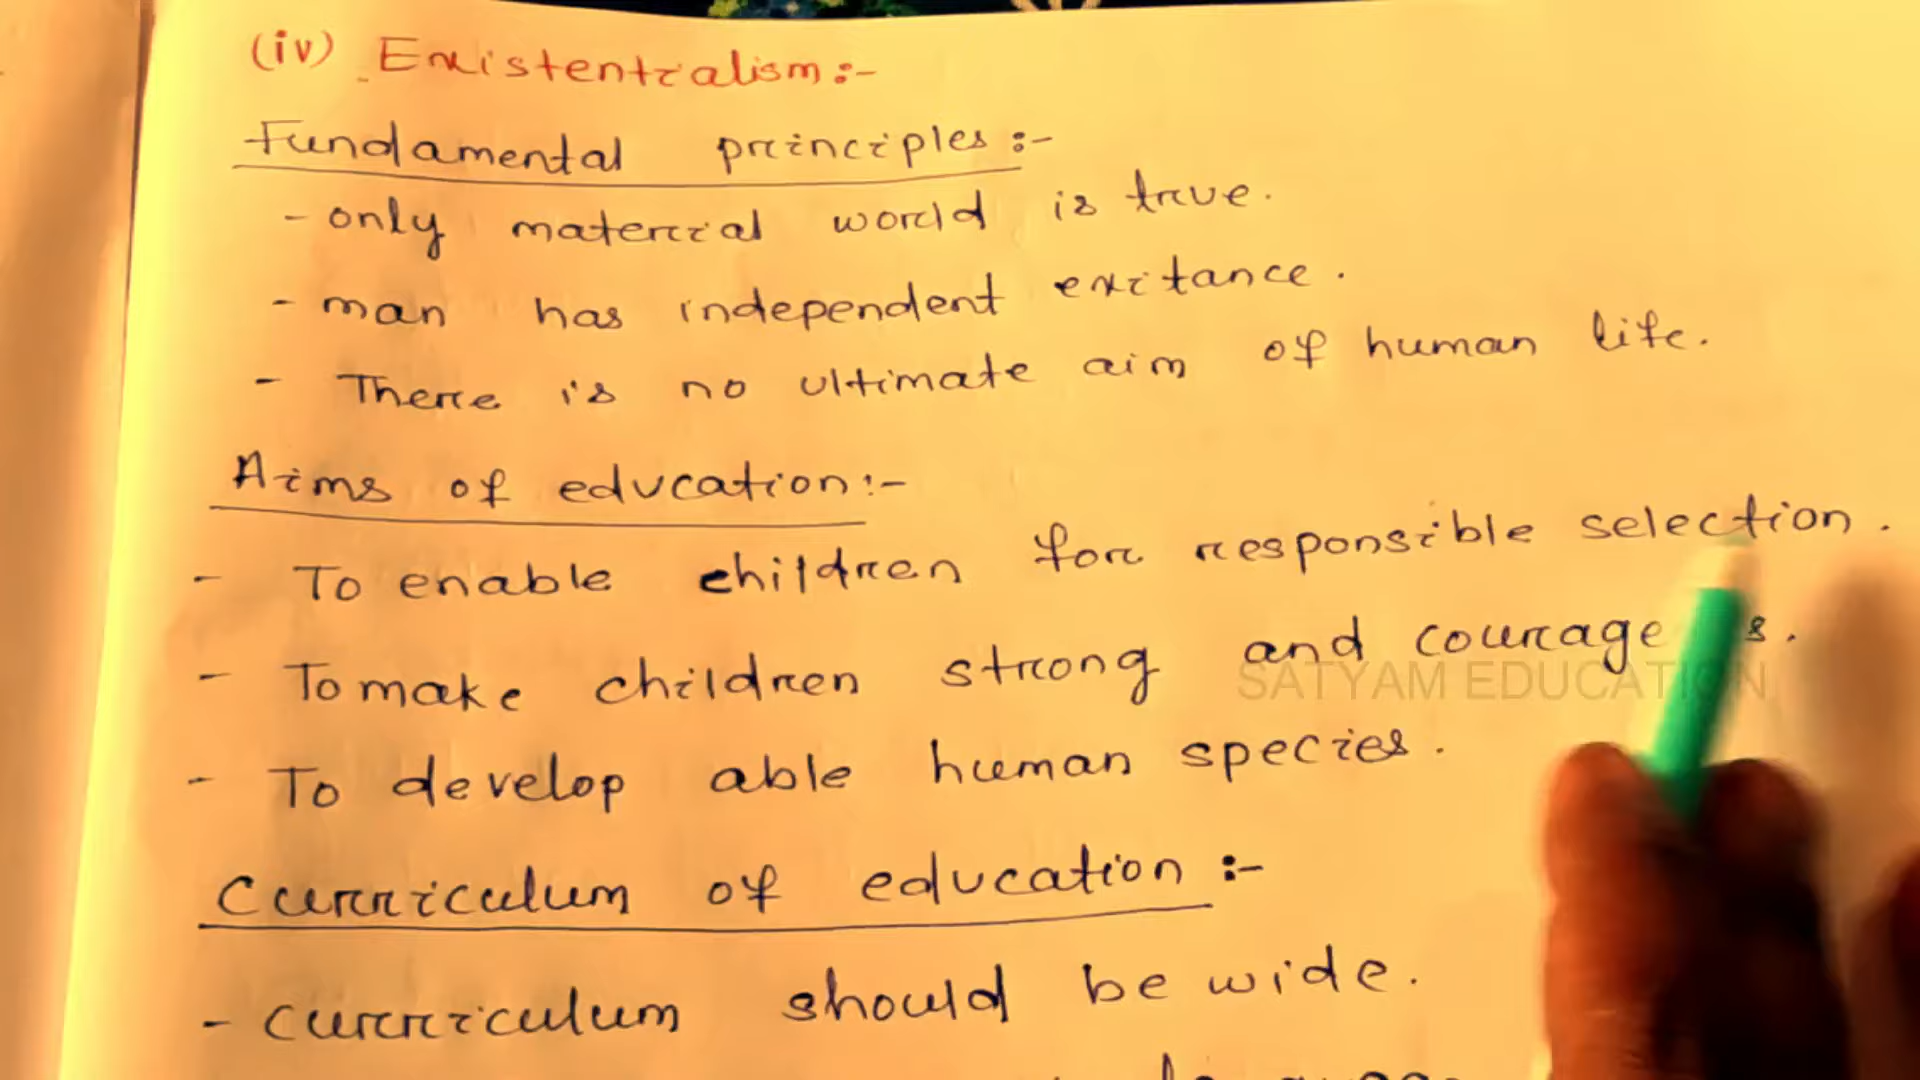 (iv) Existentialism:-
Fundamental principles:-
- only material world is true.
- man has independent exitance.
- There is no ultimate aim of human life.
Aims of education:-
- To enable children for responsible selection.
- To make children strong and
SATYAM EDUCATION
- To develop able human species.
Curriculum of education :-
- curriculum should be wide.